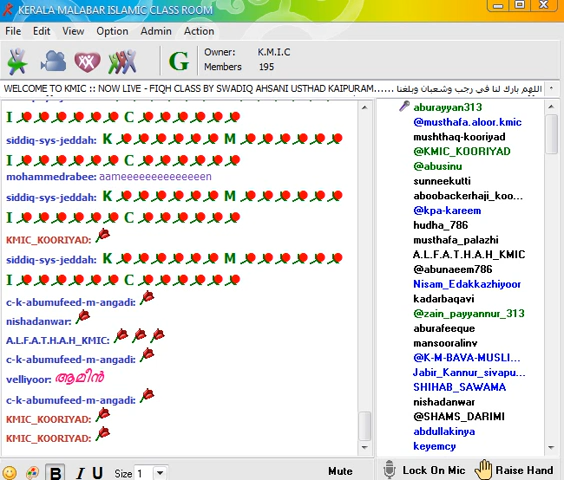 KERALA MALABAR ISLAMIC CLASS ROOM
File Edit View Option Admin Action
G Owner: K.M.I.C
Members 195
WELCOME TO KMIC :: NOW LIVE - FIQH CLASS BY SWADIQ AHSANI USTHAD KAIPURAM...... اللهم بارك لنا في رجب وشعبان وبلغنا
I C
siddiq-sys-jeddah: K M
I C
mohammedrabee: aameeeeeeeeeeeeeen
siddiq-sys-jeddah: K M
I C
KMIC_KOORIYAD:
siddiq-sys-jeddah: K M
I C
c-k-abumufeed-m-angadi:
nishadanwar:
A.L.F.A.T.H.A.H_KMIC:
c-k-abumufeed-m-angadi:
velliyoor: ആമീൻ
c-k-abumufeed-m-angadi:
KMIC_KOORIYAD:
KMIC_KOORIYAD:
B I U Size 1 Mute
aburayyan313
@musthafa.aloor.kmic
mushthaq-kooriyad
@KMIC_KOORIYAD
@abusinu
sunneekutti
aboobackerhaji_koo...
@kpa-kareem
hudha_786
musthafa_palazhi
A.L.F.A.T.H.A.H_KMIC
@abunaeem786
Nisam_Edakkazhiyoor
kadarbaqavi
@zain_payyannur_313
aburafeeque
mansooralinv
@K-M-BAVA-MUSLI...
Jabir_Kannur_sivapu...
SHIHAB_SAWAMA
nishadanwar
@SHAMS_DARIMI
abdullakinya
keyemcy
Lock On Mic Raise Hand